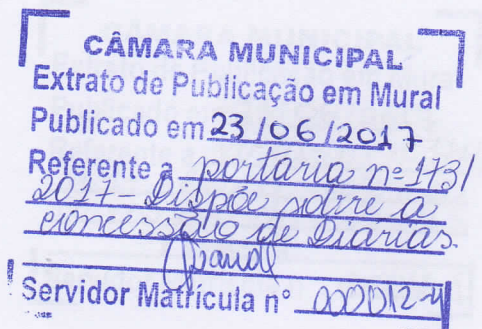 CÂMARA MUNICIPAL
Extrato de Publicação em Mural
Publicado em 23/06/2017
Referente a portaria nº 173/
2017 - Dispõe sobre a
concessão de Diarias.
Servidor Matrícula nº 000012-4